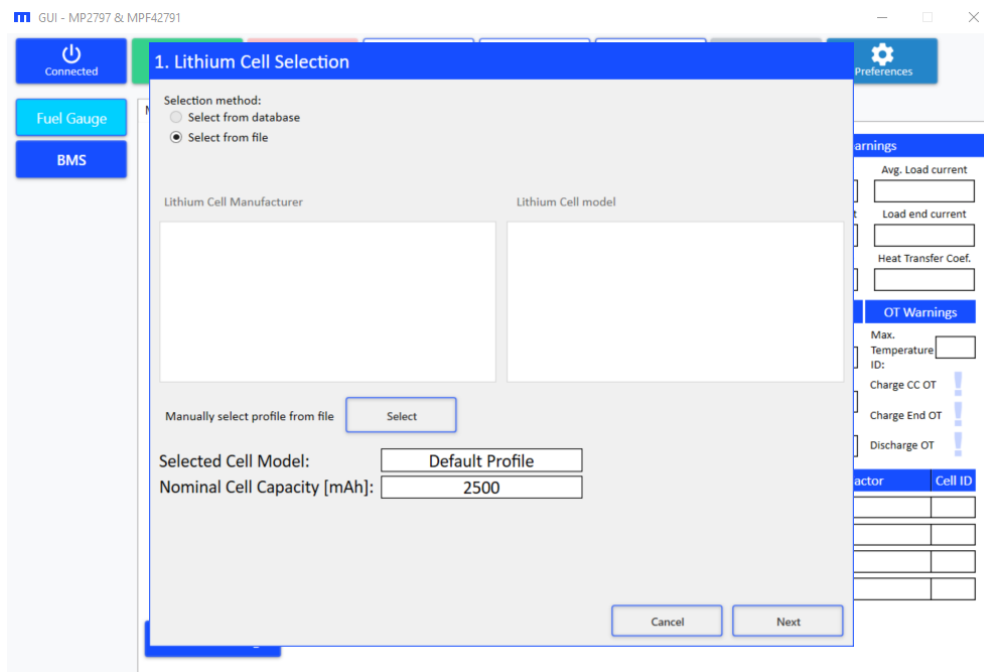 GUI - MP2797 & MPF42791
Connected
Preferences
Fuel Gauge
BMS
1. Lithium Cell Selection
Selection method:
Select from database
Select from file
Lithium Cell Manufacturer
Lithium Cell model
Manually select profile from file
Select
Selected Cell Model:
Default Profile
Nominal Cell Capacity [mAh]:
2500
Cancel
Next
arnings
Avg. Load current
Load end current
Heat Transfer Coef.
OT Warnings
Max.
Temperature
ID:
Charge CC OT
Charge End OT
Discharge OT
actor
Cell ID